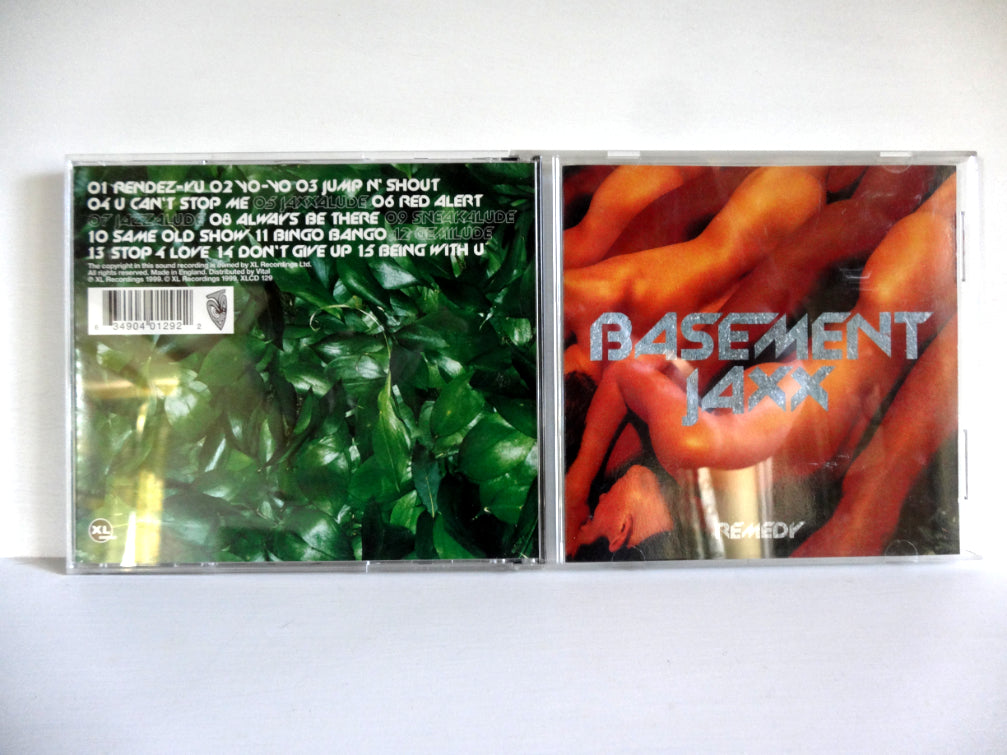 01 RENDEZ-VU 02 YO-YO 03 JUMP N' SHOUT
04 U CAN'T STOP ME 05 JAXXALUDE 06 RED ALERT
07 JAZZALUDE 08 ALWAYS BE THERE 09 SNEAKALUDE
10 SAME OLD SHOW 11 BINGO BANGO 12 GEMILUDE
13 STOP 4 LOVE 14 DON'T GIVE UP 15 BEING WITH U
The copyright in this sound recording is owned by XL Recordings Ltd.
All rights reserved. Made in England. Distributed by Vital
℗ XL Recordings 1999. © XL Recordings 1999. XLCD 129
6 34904 01292 2
XL
BASEMENT
JAXX
REMEDY